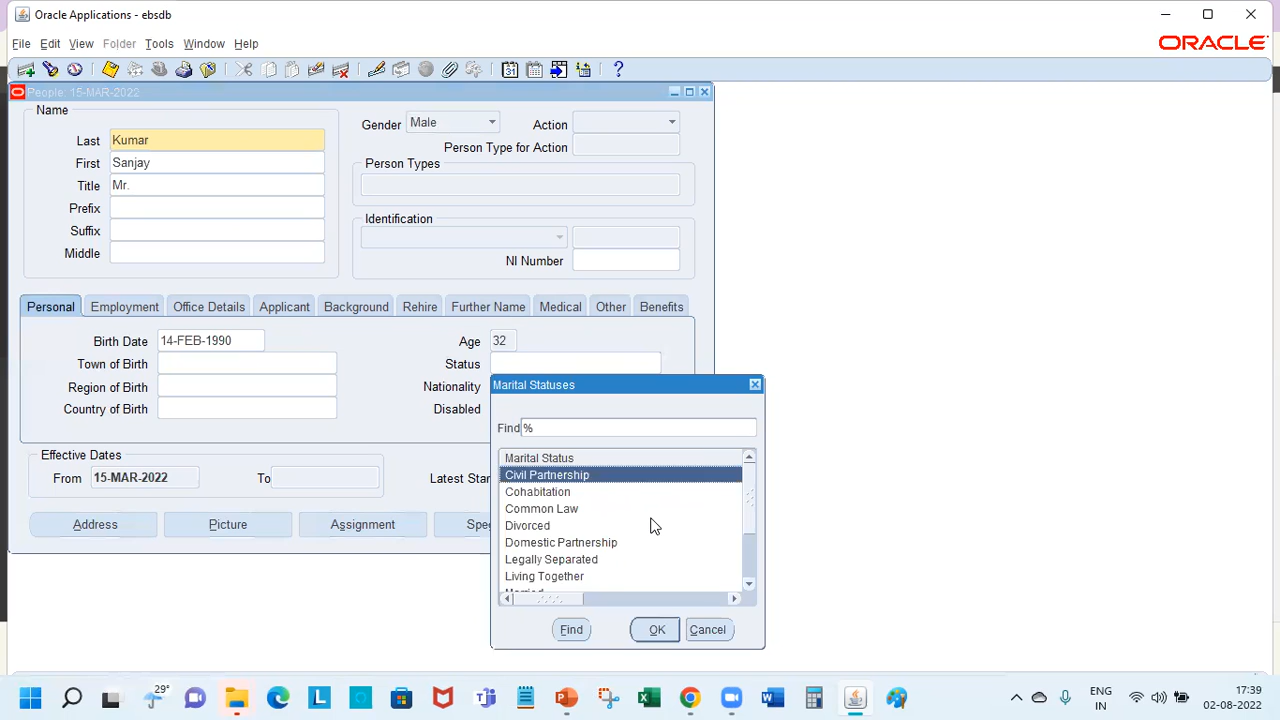 Oracle Applications - ebsdb
File Edit View Folder Tools Window Help
ORACLE
People: 15-MAR-2022
Name
Last Kumar
First Sanjay
Title Mr.
Prefix
Suffix
Middle
Gender Male Action
Person Type for Action
Person Types
Identification
NI Number
Personal Employment Office Details Applicant Background Rehire Further Name Medical Other Benefits
Birth Date 14-FEB-1990 Age 32
Town of Birth Status
Region of Birth Nationality
Country of Birth Disabled
Effective Dates
From 15-MAR-2022 To Latest Star
Address Picture Assignment Spe
Marital Statuses
Find %
Marital Status
Civil Partnership
Cohabitation
Common Law
Divorced
Domestic Partnership
Legally Separated
Living Together
Married
Find OK Cancel
29°
ENG
IN
17:39
02-08-2022